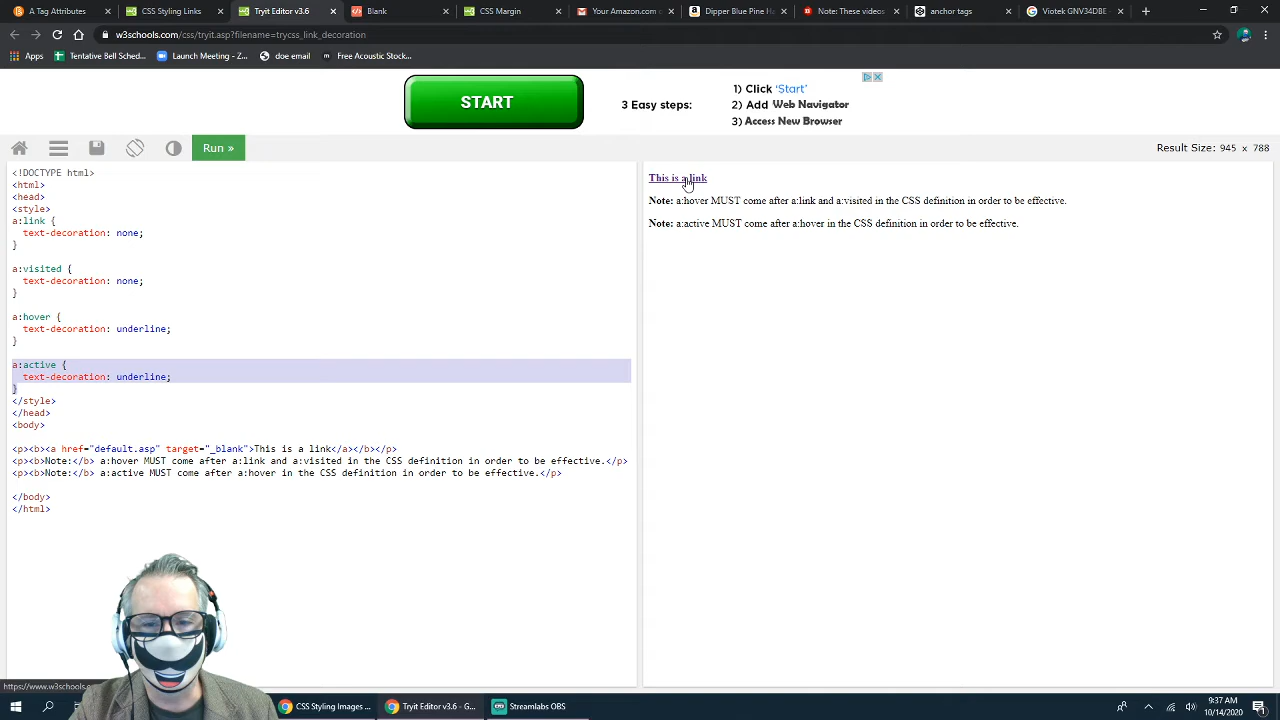 A Tag Attributes
CSS Styling Links
Tryit Editor v3.6
Blank
CSS Margin
Your Amazon.com
Dipper Blue Pine H
Note: These videos
anchor tags
Viotek GNV34DBE
w3schools.com/css/tryit.asp?filename=trycss_link_decoration
Apps
Tentative Bell Sched...
Launch Meeting - Z...
doe email
Free Acoustic Stock...
START
3 Easy steps:
1) Click 'Start'
2) Add Web Navigator
3) Access New Browser
Run »
Result Size: 945 x 788
<!DOCTYPE html>
<html>
<head>
<style>
a:link {
text-decoration: none;
}
a:visited {
text-decoration: none;
}
a:hover {
text-decoration: underline;
}
a:active {
text-decoration: underline;
}
</style>
</head>
<body>
<p><b><a href="default.asp" target="_blank">This is a link</a></b></p>
<p><b>Note:</b> a:hover MUST come after a:link and a:visited in the CSS definition in order to be effective.</p>
<p><b>Note:</b> a:active MUST come after a:hover in the CSS definition in order to be effective.</p>
</body>
</html>
This is a link
Note: a:hover MUST come after a:link and a:visited in the CSS definition in order to be effective.
Note: a:active MUST come after a:hover in the CSS definition in order to be effective.
https://www.w3schools.c
CSS Styling Images ...
Tryit Editor v3.6 - G...
Streamlabs OBS
9:37 AM
10/14/2020